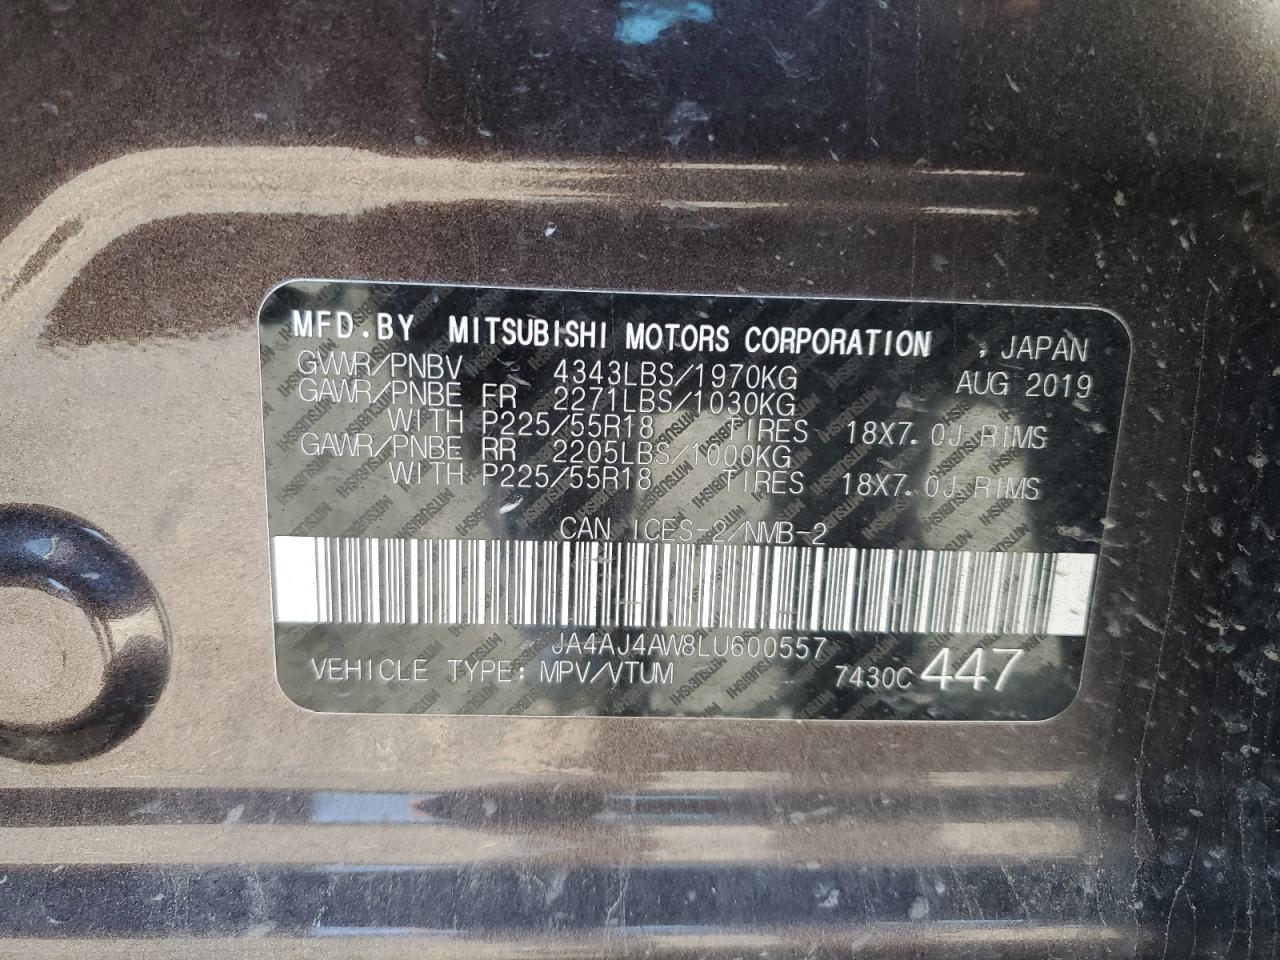 MFD.BY MITSUBISHI MOTORS CORPORATION , JAPAN
GVWR/PNBV 4343LBS/1970KG AUG 2019
GAWR/PNBE FR 2271LBS/1030KG
WITH P225/55R18 TIRES 18X7.0J RIMS
GAWR/PNBE RR 2205LBS/1000KG
WITH P225/55R18 TIRES 18X7.0J RIMS
CAN ICES-2/NMB-2
JA4AJ4AW8LU600557
VEHICLE TYPE: MPV/VTUM 7430C 447